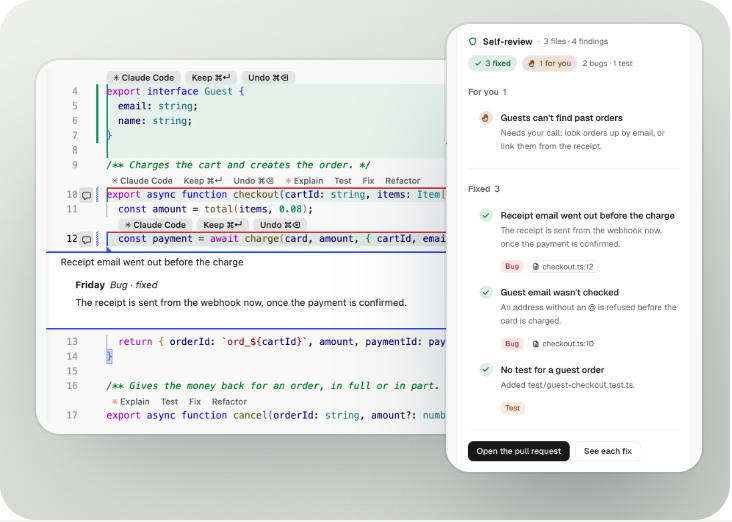 Claude Code Keep ⌘↵ Undo ⌘⌫
4 export interface Guest {
5 email: string;
6 name: string;
7 }
8
9 /** Charges the cart and creates the order. */
Claude Code Keep ⌘↵ Undo ⌘⌫ Explain Test Fix Refactor
10 export async function checkout(cartId: string, items: Item[
11 const amount = total(items, 0.08);
Claude Code Keep ⌘↵ Undo ⌘⌫
12 const payment = await charge(card, amount, { cartId, emai
Receipt email went out before the charge
Friday Bug · fixed
The receipt is sent from the webhook now, once the payment is confirmed.
13 return { orderId: `ord_${cartId}`, amount, paymentId: pay
14 }
15
16 /** Gives the money back for an order, in full or in part.
Explain Test Fix Refactor
17 export async function cancel(orderId: string, amount?: numb
Self-review · 3 files · 4 findings
3 fixed 1 for you 2 bugs · 1 test
For you 1
Guests can't find past orders
Needs your call: look orders up by email, or
link them from the receipt.
Fixed 3
Receipt email went out before the charge
The receipt is sent from the webhook now,
once the payment is confirmed.
Bug checkout.ts:12
Guest email wasn't checked
An address without an @ is refused before the
card is charged.
Bug checkout.ts:10
No test for a guest order
Added test/guest-checkout.test.ts.
Test
Open the pull request See each fix